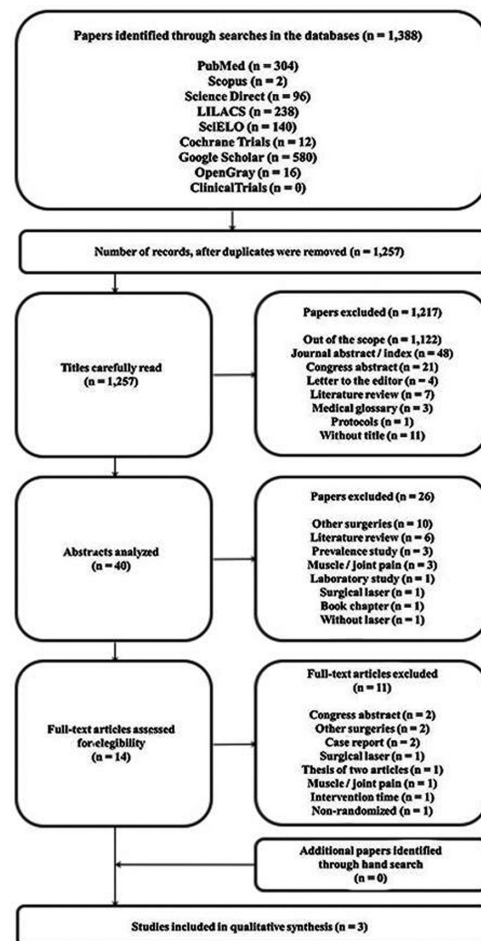 Papers identified through searches in the databases (n = 1,388)
PubMed (n = 304)
Scopus (n = 2)
Science Direct (n = 96)
LILACS (n = 238)
SciELO (n = 140)
Cochrane Trials (n = 12)
Google Scholar (n = 580)
OpenGray (n = 16)
ClinicalTrials (n = 0)
Number of records, after duplicates were removed (n = 1,257)
Titles carefully read
(n = 1,257)
Papers excluded (n = 1,217)
Out of the scope (n = 1,122)
Journal abstract / index (n = 48)
Congress abstract (n = 21)
Letter to the editor (n = 4)
Literature review (n = 7)
Medical glossary (n = 3)
Protocols (n = 1)
Without title (n = 11)
Abstracts analyzed
(n = 40)
Papers excluded (n = 26)
Other surgeries (n = 10)
Literature review (n = 6)
Prevalence study (n = 3)
Muscle / joint pain (n = 3)
Laboratory study (n = 1)
Surgical laser (n = 1)
Book chapter (n = 1)
Without laser (n = 1)
Full-text articles assessed
for elegibility
(n = 14)
Full-text articles excluded
(n = 11)
Congress abstract (n = 2)
Other surgeries (n = 2)
Case report (n = 2)
Surgical laser (n = 1)
Thesis of two articles (n = 1)
Muscle / joint pain (n = 1)
Intervention time (n = 1)
Non-randomized (n = 1)
Additional papers identified
through hand search
(n = 0)
Studies included in qualitative synthesis (n = 3)